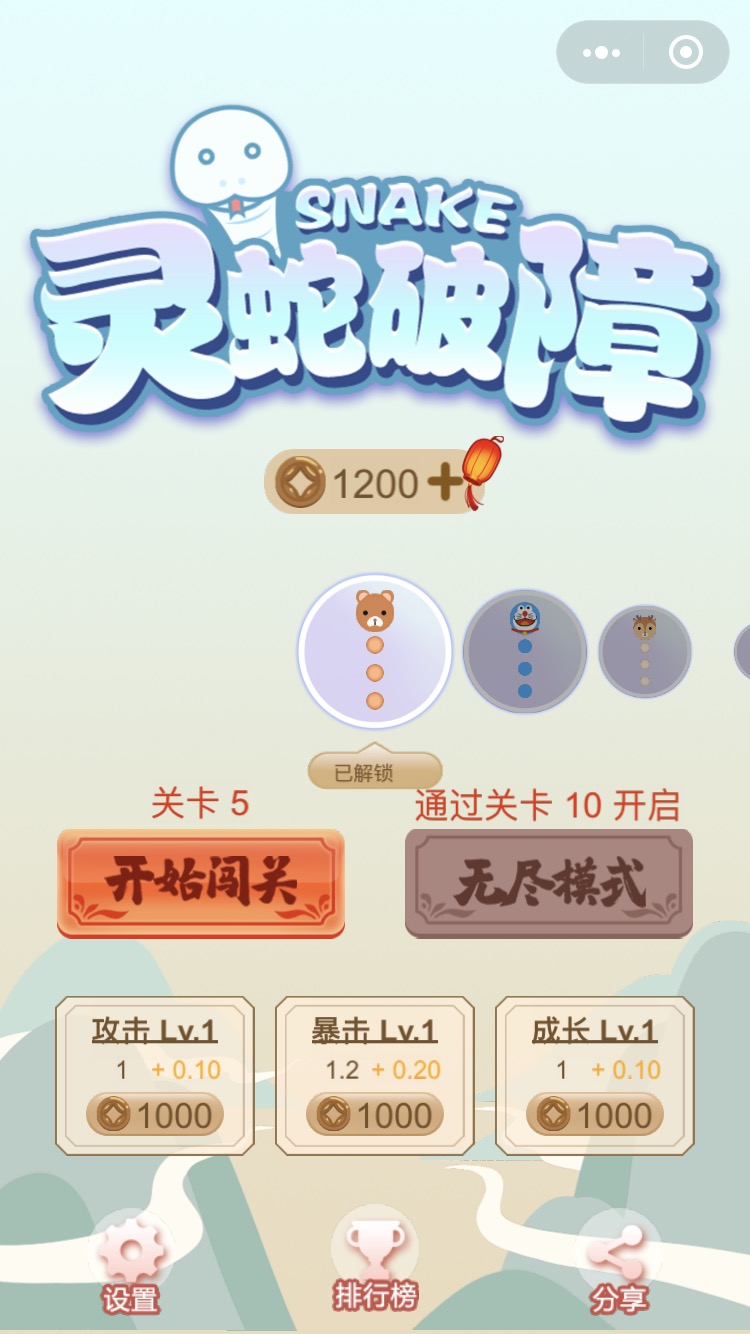 SNAKE
灵蛇破障
1200 +
已解锁
关卡 5
通过关卡 10 开启
开始闯关
无尽模式
攻击 Lv.1
1 + 0.10
1000
暴击 Lv.1
1.2 + 0.20
1000
成长 Lv.1
1 + 0.10
1000
设置
排行榜
分享